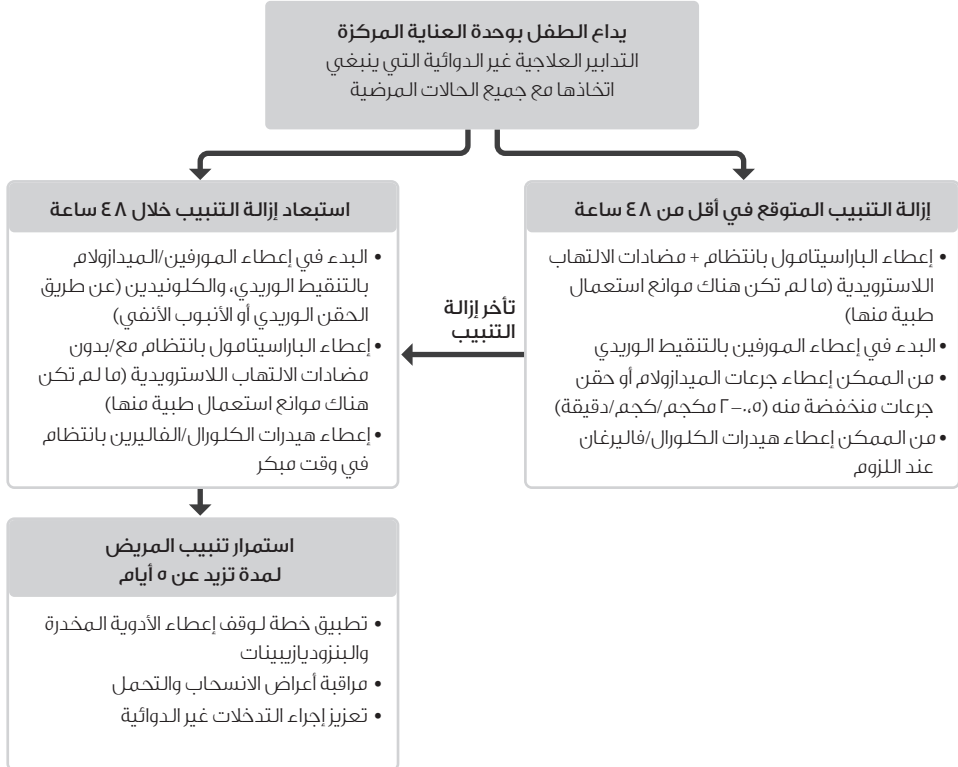 يداع الطفل بوحدة العناية المركزة
التدابير العلاجية غير الدوائية التي ينبغي
اتخاذها مع جميع الحالات المرضية
إزالة التنبيب المتوقع في أقل من ٤٨ ساعة
• إعطاء الباراسيتامول بانتظام + مضادات الالتهاب
اللاسترويدية (ما لم تكن هناك موانع استعمال
طبية منها)
• البدء في إعطاء المورفين بالتنقيط الوريدي
• من الممكن إعطاء جرعات الميدازولام أو حقن
جرعات منخفضة منه (٠،٥–٢ مكجم/كجم/دقيقة)
• من الممكن إعطاء هيدرات الكلورال/فاليرغان
عند اللزوم
تأخر إزالة
التنبيب
استبعاد إزالة التنبيب خلال ٤٨ ساعة
• البدء في إعطاء المورفين/الميدازولام
بالتنقيط الوريدي، والكلونيدين (عن طريق
الحقن الوريدي أو الأنبوب الأنفي)
• إعطاء الباراسيتامول بانتظام مع/بدون
مضادات الالتهاب اللاسترويدية (ما لم تكن
هناك موانع استعمال طبية منها)
• إعطاء هيدرات الكلورال/الفاليرين بانتظام
في وقت مبكر
استمرار تنبيب المريض
لمدة تزيد عن ٥ أيام
• تطبيق خطة لوقف إعطاء الأدوية المخدرة
والبنزوديازيبينات
• مراقبة أعراض الانسحاب والتحمل
• تعزيز إجراء التدخلات غير الدوائية